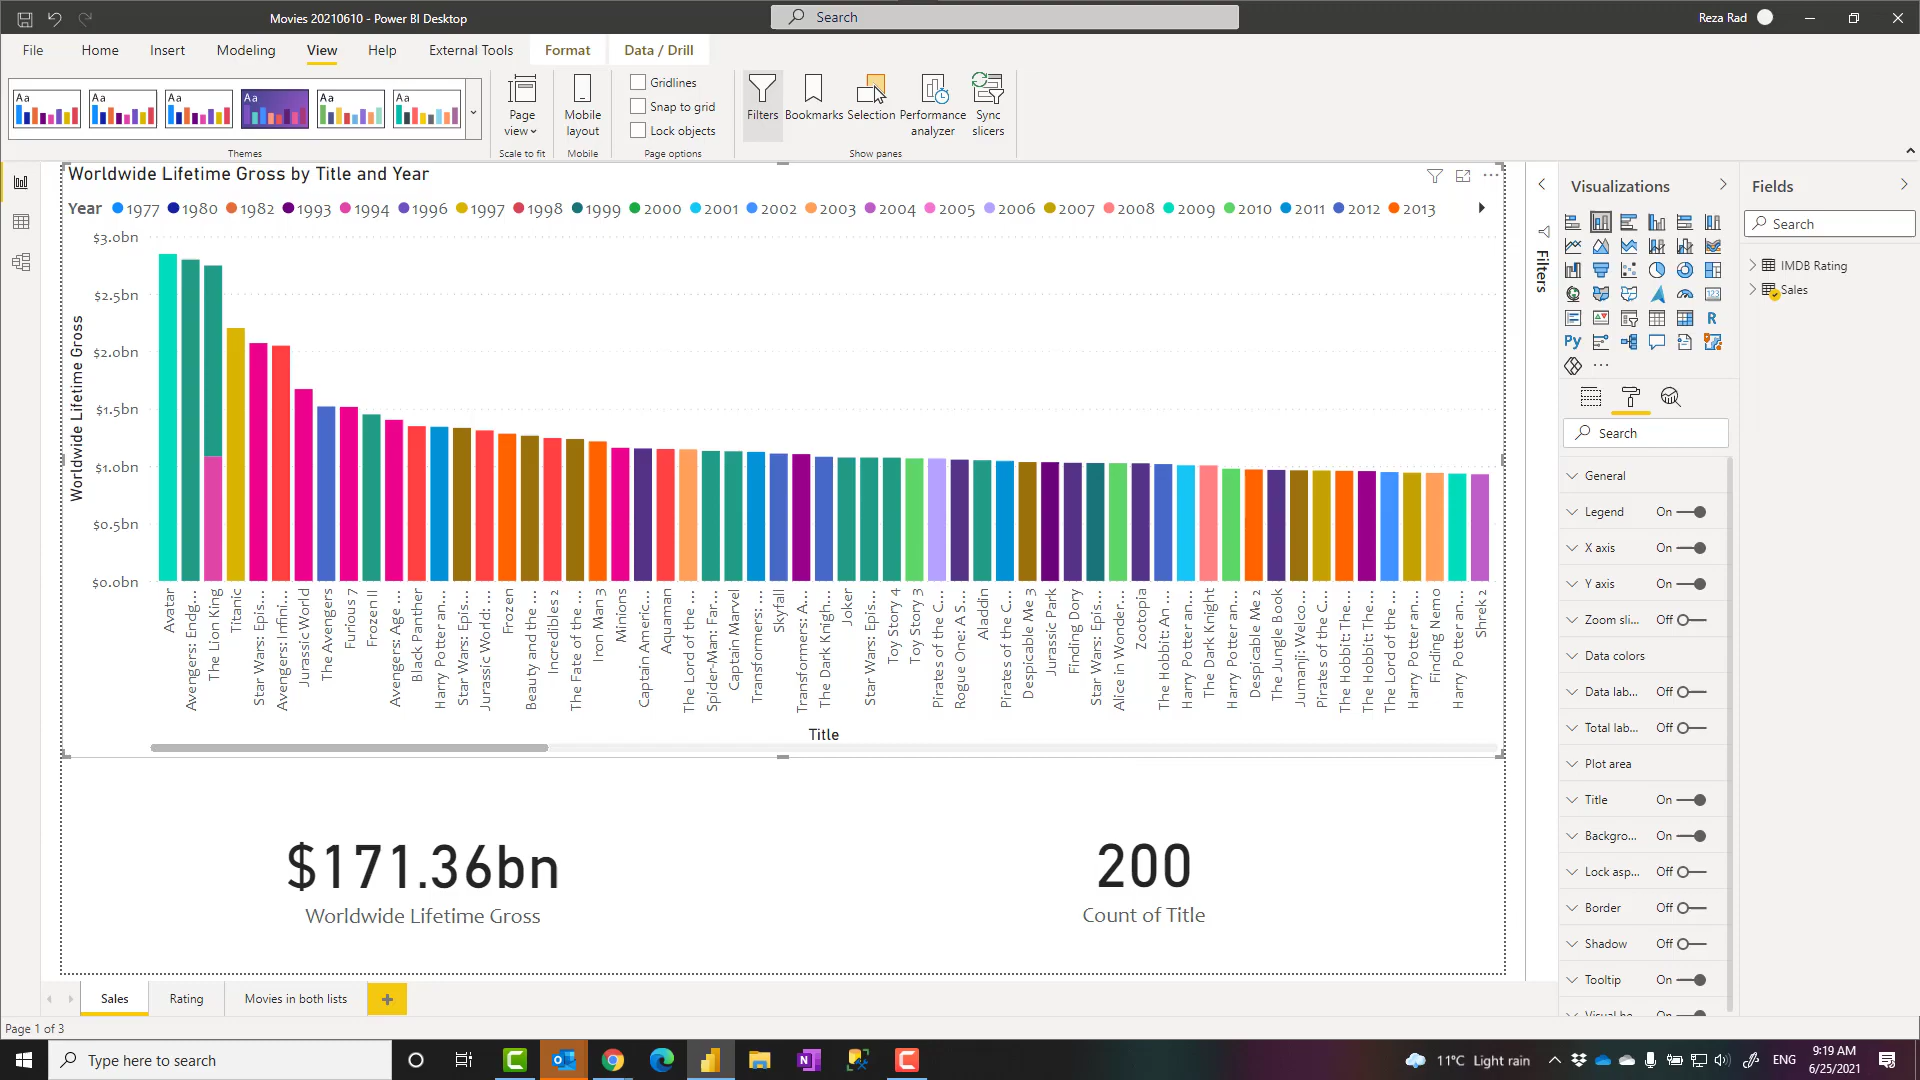 Movies 20210610 - Power BI Desktop
Search
Reza Rad
File Home Insert Modeling View Help External Tools Format Data / Drill
Aa Aa Aa Aa Aa Aa
Page view
Mobile layout
Gridlines
Snap to grid
Lock objects
Filters
Bookmarks
Selection
Performance analyzer
Sync slicers
Themes
Scale to fit
Mobile
Page options
Show panes
Worldwide Lifetime Gross by Title and Year
Year 1977 1980 1982 1993 1994 1996 1997 1998 1999 2000 2001 2002 2003 2004 2005 2006 2007 2008 2009 2010 2011 2012 2013
Worldwide Lifetime Gross
$3.0bn
$2.5bn
$2.0bn
$1.5bn
$1.0bn
$0.5bn
$0.0bn
Avatar
Avengers: Endg...
The Lion King
Titanic
Star Wars: Epis...
Avengers: Infini...
Jurassic World
The Avengers
Furious 7
Frozen II
Avengers: Age ...
Black Panther
Harry Potter an...
Star Wars: Epis...
Jurassic World: ...
Frozen
Beauty and the ...
Incredibles 2
The Fate of the ...
Iron Man 3
Minions
Captain Americ...
Aquaman
The Lord of the ...
Spider-Man: Far...
Captain Marvel
Transformers: ...
Skyfall
Transformers: A...
The Dark Knigh...
Joker
Star Wars: Epis...
Toy Story 4
Toy Story 3
Pirates of the C...
Rogue One: A S...
Aladdin
Pirates of the C...
Despicable Me 3
Jurassic Park
Finding Dory
Star Wars: Epis...
Alice in Wonder...
Zootopia
The Hobbit: An ...
Harry Potter an...
The Dark Knight
Harry Potter an...
Despicable Me 2
The Jungle Book
Jumanji: Welco...
Pirates of the C...
The Hobbit: The...
The Hobbit: The...
The Lord of the ...
Harry Potter an...
Finding Nemo
Harry Potter an...
Shrek 2
Title
$171.36bn
Worldwide Lifetime Gross
200
Count of Title
Filters
Visualizations
R
Py
Search
General
Legend On
X axis On
Y axis On
Zoom sli... Off
Data colors
Data lab... Off
Total lab... Off
Plot area
Title On
Backgro... On
Lock asp... Off
Border Off
Shadow Off
Tooltip On
Fields
Search
IMDB Rating
Sales
Sales Rating Movies in both lists +
Page 1 of 3
Type here to search
11°C Light rain
ENG
9:19 AM
6/25/2021